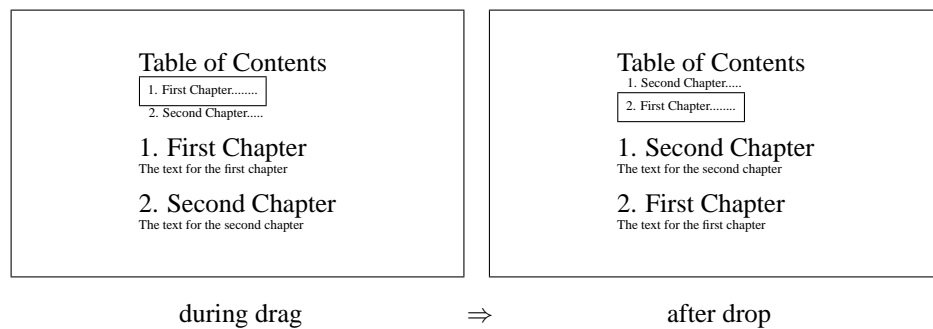 Table of Contents
1. First Chapter........
2. Second Chapter.....
1. First Chapter
The text for the first chapter
2. Second Chapter
The text for the second chapter
Table of Contents
1. Second Chapter.....
2. First Chapter........
1. Second Chapter
The text for the second chapter
2. First Chapter
The text for the first chapter
during drag ⇒ after drop